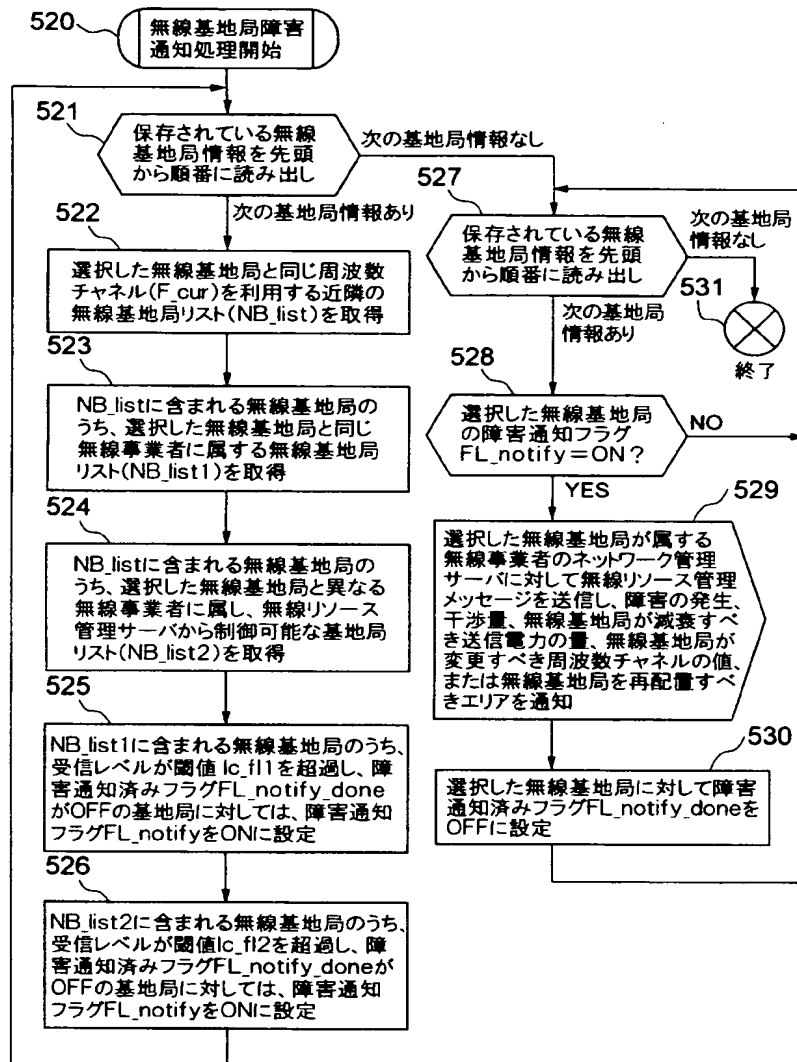 520
無線基地局障害
通知処理開始
521
保存されている無線
基地局情報を先頭
から順番に読み出し
次の基地局情報なし
次の基地局情報あり
522
選択した無線基地局と同じ周波数
チャネル(F_cur)を利用する近隣の
無線基地局リスト(NB_list)を取得
523
NB_listに含まれる無線基地局の
うち、選択した無線基地局と同じ
無線事業者に属する無線基地局
リスト(NB_list1)を取得
524
NB_listに含まれる無線基地局の
うち、選択した無線基地局と異なる
無線事業者に属し、無線リソース
管理サーバから制御可能な基地局
リスト(NB_list2)を取得
525
NB_list1に含まれる無線基地局のうち、
受信レベルが閾値lc_fl1を超過し、障
害通知済みフラグFL_notify_done
がOFFの基地局に対しては、障害通知
フラグFL_notifyをONに設定
526
NB_list2に含まれる無線基地局のうち、
受信レベルが閾値lc_fl2を超過し、障
害通知済みフラグFL_notify_doneが
OFFの基地局に対しては、障害通知
フラグFL_notifyをONに設定
527
保存されている無線
基地局情報を先頭
から順番に読み出し
次の基地局
情報なし
531
終了
次の基地局
情報あり
528
選択した無線基地局
の障害通知フラグ
FL_notify=ON?
NO
YES
529
選択した無線基地局が属する
無線事業者のネットワーク管理
サーバに対して無線リソース管理
メッセージを送信し、障害の発生、
干渉量、無線基地局が減衰すべ
き送信電力の量、無線基地局が
変更すべき周波数チャネルの値、
または無線基地局を再配置すべ
きエリアを通知
530
選択した無線基地局に対して障害
通知済みフラグFL_notify_doneを
OFFに設定